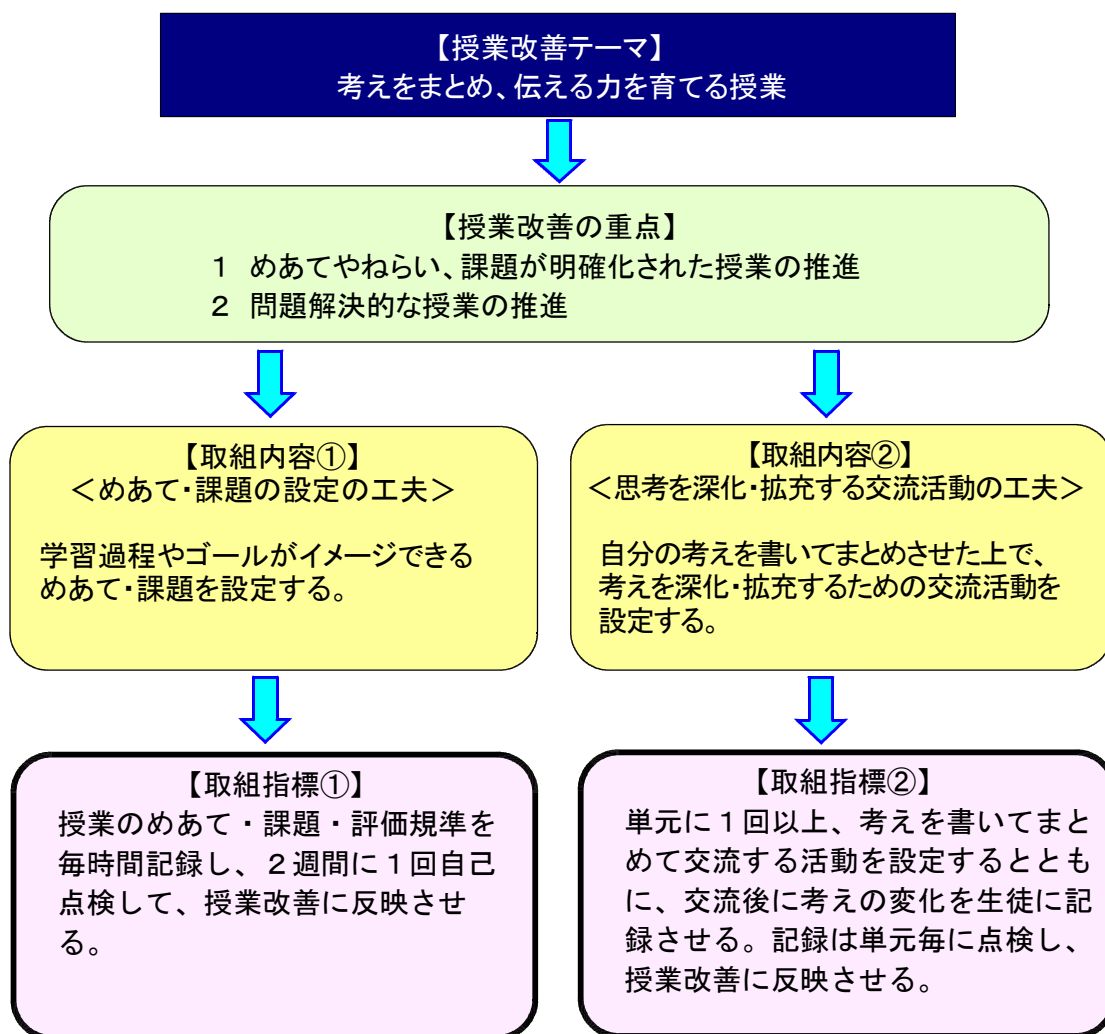 【授業改善テーマ】
考えをまとめ、伝える力を育てる授業
【授業改善の重点】
１　めあてやねらい、課題が明確化された授業の推進
２　問題解決的な授業の推進
【取組内容①】
＜めあて・課題の設定の工夫＞
学習過程やゴールがイメージできる
めあて・課題を設定する。
【取組内容②】
＜思考を深化・拡充する交流活動の工夫＞
自分の考えを書いてまとめさせた上で、
考えを深化・拡充するための交流活動を
設定する。
【取組指標①】
授業のめあて・課題・評価規準を
毎時間記録し、２週間に１回自己
点検して、授業改善に反映させ
る。
【取組指標②】
単元に１回以上、考えを書いてまと
めて交流する活動を設定するととも
に、交流後に考えの変化を生徒に記
録させる。記録は単元毎に点検し、
授業改善に反映させる。